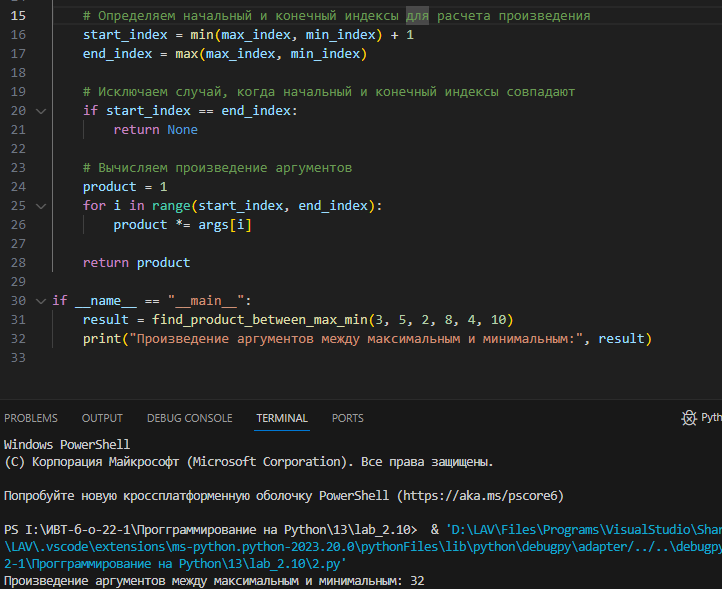 15 # Определяем начальный и конечный индексы для расчета произведения
16 start_index = min(max_index, min_index) + 1
17 end_index = max(max_index, min_index)
18
19 # Исключаем случай, когда начальный и конечный индексы совпадают
20 if start_index == end_index:
21 return None
22
23 # Вычисляем произведение аргументов
24 product = 1
25 for i in range(start_index, end_index):
26 product *= args[i]
27
28 return product
29
30 if __name__ == "__main__":
31 result = find_product_between_max_min(3, 5, 2, 8, 4, 10)
32 print("Произведение аргументов между максимальным и минимальным:", result)
33
PROBLEMS OUTPUT DEBUG CONSOLE TERMINAL PORTS Pyth
Windows PowerShell
(C) Корпорация Майкрософт (Microsoft Corporation). Все права защищены.
Попробуйте новую кроссплатформенную оболочку PowerShell (https://aka.ms/pscore6)
PS I:\ИВТ-б-о-22-1\Прогграммирование на Python\13\lab_2.10> & 'D:\LAV\Files\Programs\VisualStudio\Shar
\LAV\.vscode\extensions\ms-python.python-2023.20.0\pythonFiles\lib\python\debugpy\adapter/../..\debugpy
2-1\Прогграммирование на Python\13\lab_2.10\2.py'
Произведение аргументов между максимальным и минимальным: 32